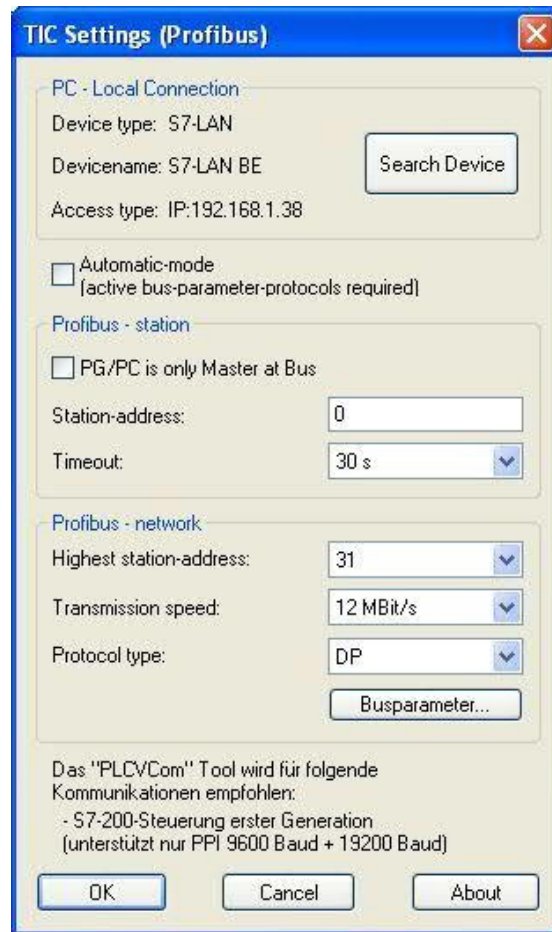 TIC Settings (Profibus)
PC - Local Connection
Device type: S7-LAN
Devicename: S7-LAN BE
Search Device
Access type: IP:192.168.1.38
Automatic-mode
(active bus-parameter-protocols required)
Profibus - station
PG/PC is only Master at Bus
Station-address: 0
Timeout: 30 s
Profibus - network
Highest station-address: 31
Transmission speed: 12 MBit/s
Protocol type: DP
Busparameter...
Das "PLCVCom" Tool wird für folgende
Kommunikationen empfohlen:
- S7-200-Steuerung erster Generation
(unterstützt nur PPI 9600 Baud + 19200 Baud)
OK Cancel About